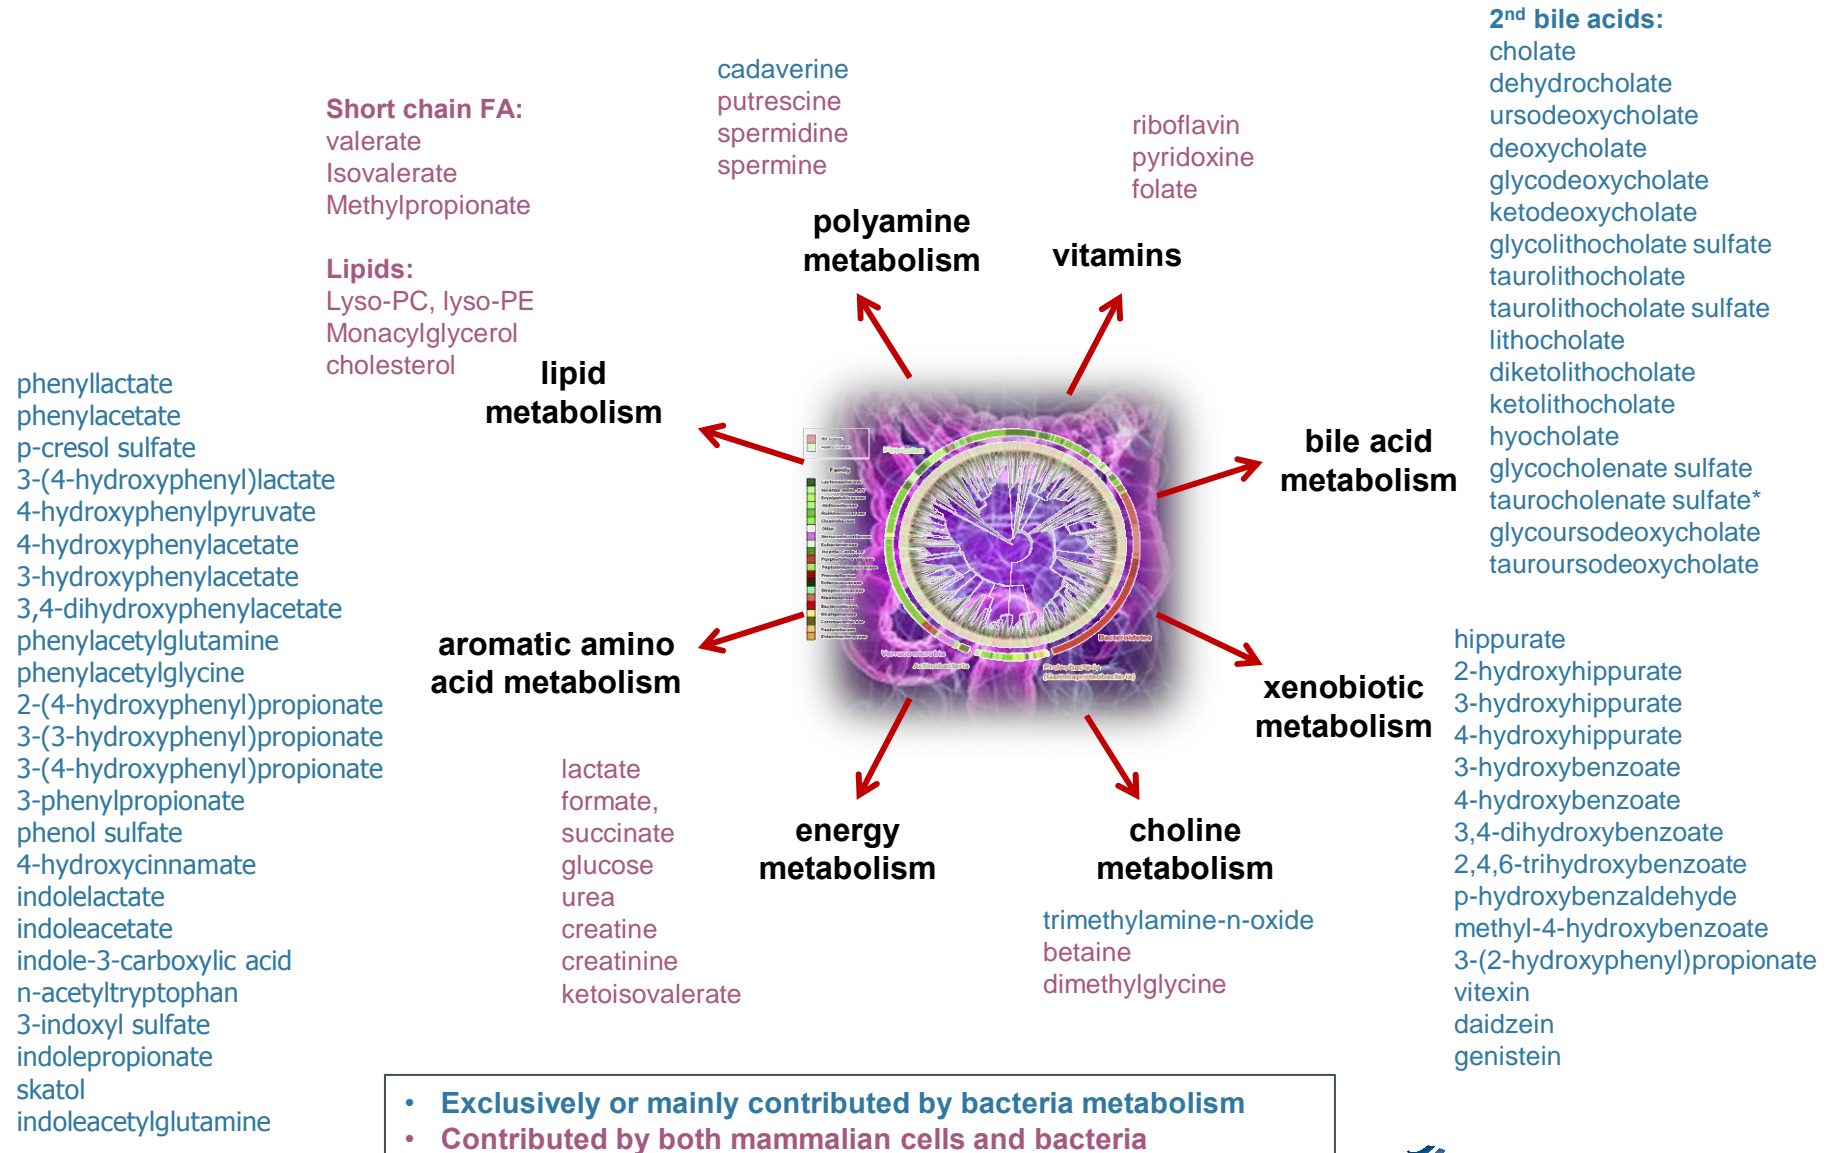 2nd bile acids:
cholate
dehydrocholate
ursodeoxycholate
deoxycholate
glycodeoxycholate
ketodeoxycholate
glycolithocholate sulfate
taurolithocholate
taurolithocholate sulfate
lithocholate
diketolithocholate
ketolithocholate
hyocholate
glycocholenate sulfate
taurocholenate sulfate*
glycoursodeoxycholate
tauroursodeoxycholate
cadaverine
putrescine
spermidine
spermine
Short chain FA:
valerate
Isovalerate
Methylpropionate
Lipids:
Lyso-PC, lyso-PE
Monacylglycerol
cholesterol
riboflavin
pyridoxine
folate
polyamine
metabolism
vitamins
lipid
metabolism
bile acid
metabolism
phenyllactate
phenylacetate
p-cresol sulfate
3-(4-hydroxyphenyl)lactate
4-hydroxyphenylpyruvate
4-hydroxyphenylacetate
3-hydroxyphenylacetate
3,4-dihydroxyphenylacetate
phenylacetylglutamine
phenylacetylglycine
2-(4-hydroxyphenyl)propionate
3-(3-hydroxyphenyl)propionate
3-(4-hydroxyphenyl)propionate
3-phenylpropionate
phenol sulfate
4-hydroxycinnamate
indolelactate
indoleacetate
indole-3-carboxylic acid
n-acetyltryptophan
3-indoxyl sulfate
indolepropionate
skatol
indoleacetylglutamine
Family
Bacteroidetes
Actinobacteria
aromatic amino
acid metabolism
xenobiotic
metabolism
hippurate
2-hydroxyhippurate
3-hydroxyhippurate
4-hydroxyhippurate
3-hydroxybenzoate
4-hydroxybenzoate
3,4-dihydroxybenzoate
2,4,6-trihydroxybenzoate
p-hydroxybenzaldehyde
methyl-4-hydroxybenzoate
3-(2-hydroxyphenyl)propionate
vitexin
daidzein
genistein
lactate
formate,
succinate
glucose
urea
creatine
creatinine
ketoisovalerate
energy
metabolism
choline
metabolism
trimethylamine-n-oxide
betaine
dimethylglycine
• Exclusively or mainly contributed by bacteria metabolism
• Contributed by both mammalian cells and bacteria